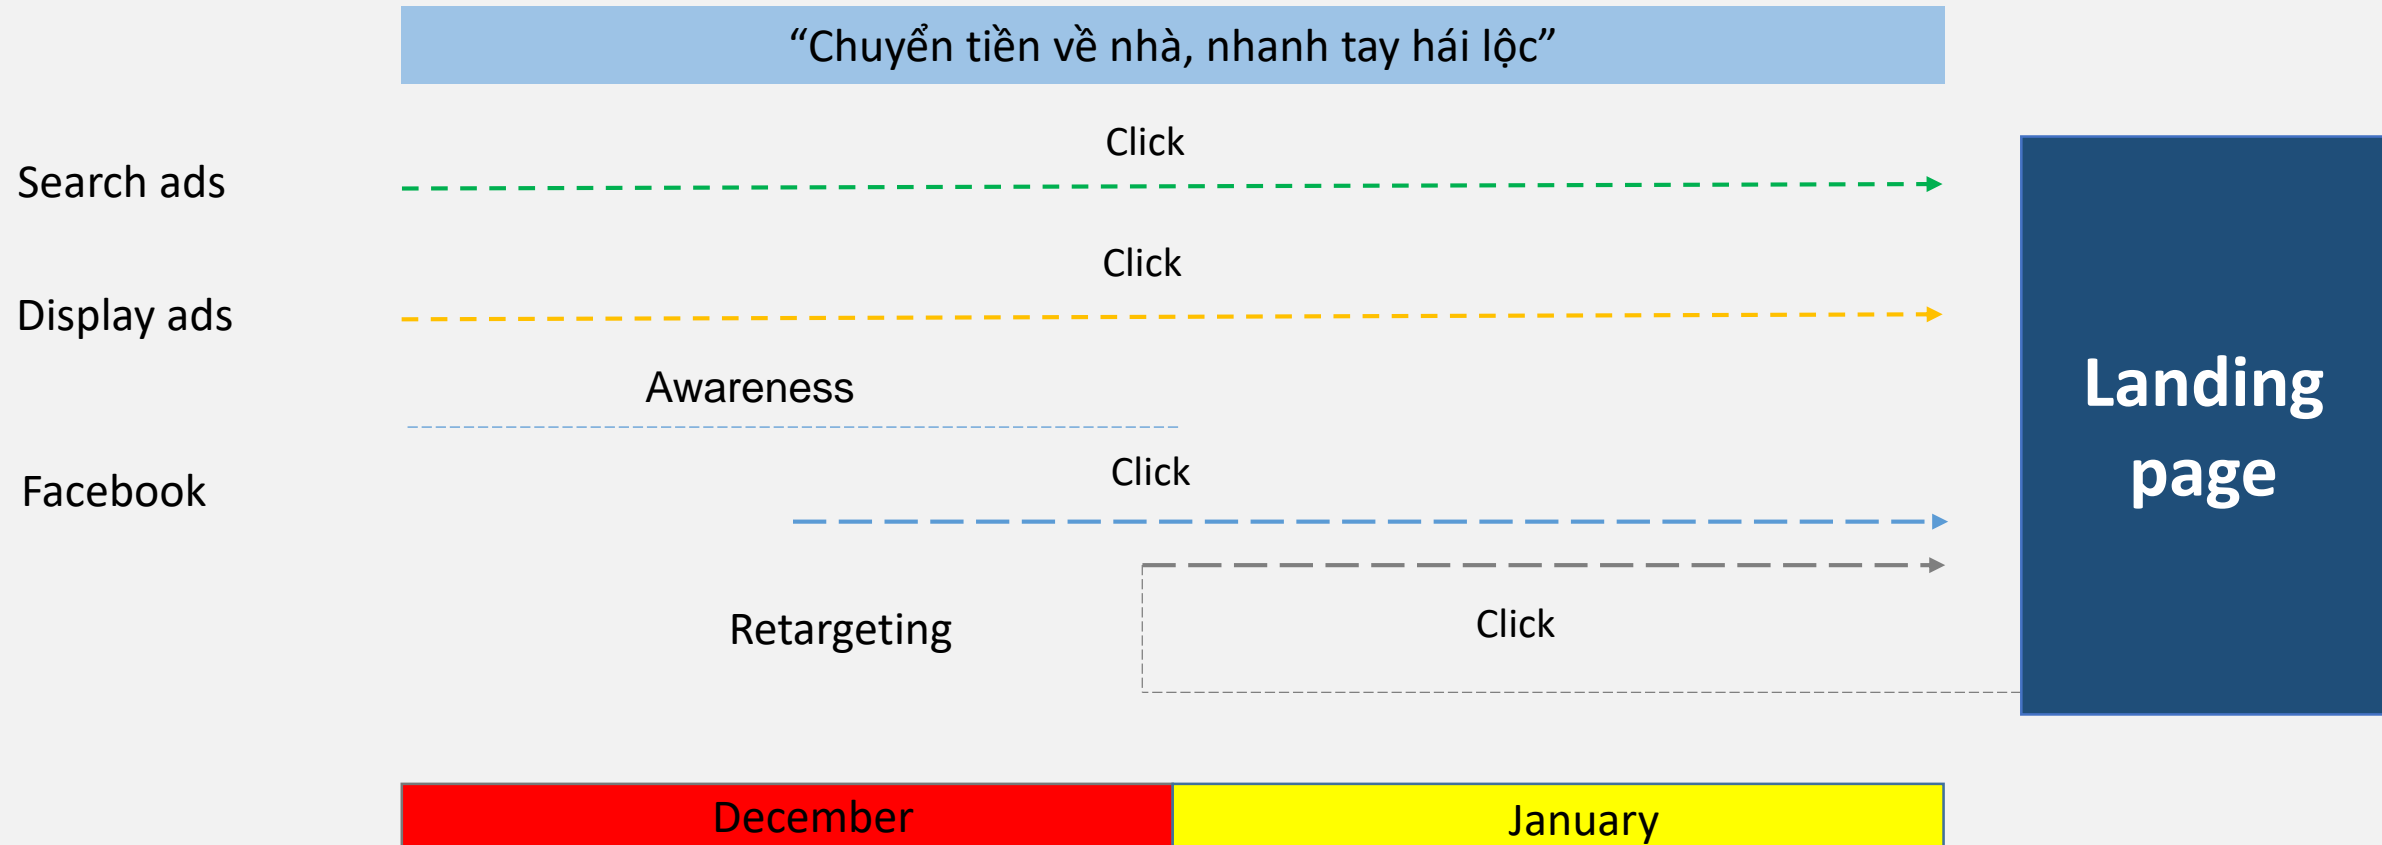 “Chuyển tiền về nhà, nhanh tay hái lộc”
Click
Search ads
Click
Display ads
Awareness
Click
Facebook
Landing
page
Retargeting
Click
December
January